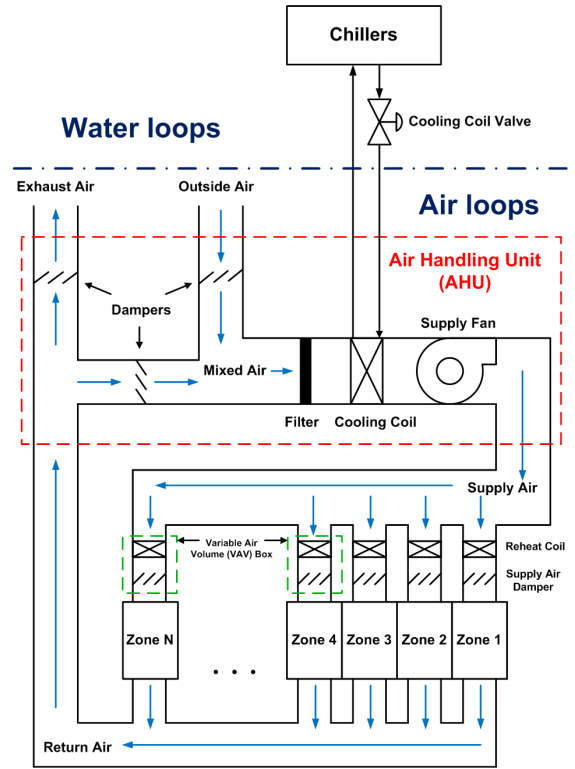 Chillers
Cooling Coil Valve
Water loops
Exhaust Air
Outside Air
Air loops
Air Handling Unit
(AHU)
Dampers
Supply Fan
Mixed Air
Filter
Cooling Coil
Supply Air
Variable Air
Volume (VAV) Box
Reheat Coil
Supply Air
Damper
Zone N
. . .
Zone 4
Zone 3
Zone 2
Zone 1
Return Air